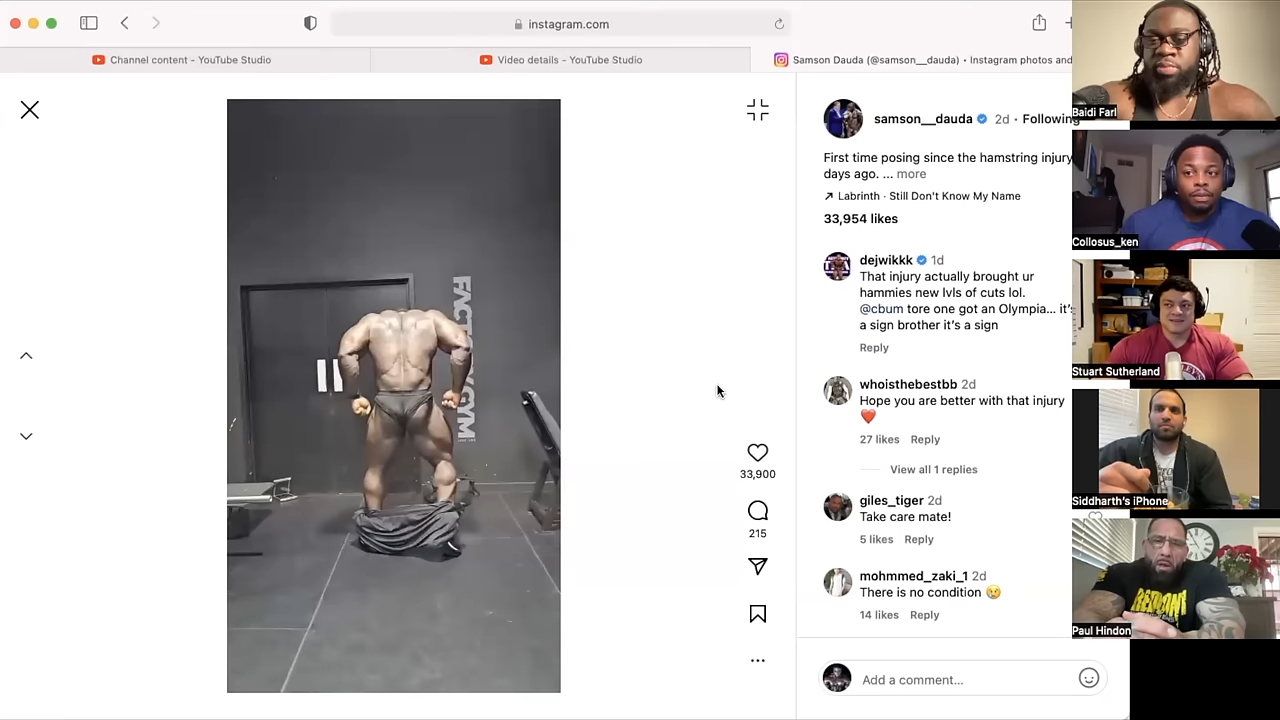 instagram.com
Channel content - YouTube Studio
Video details - YouTube Studio
Samson Dauda (@samson__dauda) • Instagram photos and
samson__dauda 2d • Following
First time posing since the hamstring injury
days ago. ... more
Labrinth · Still Don't Know My Name
33,954 likes
dejwikkk 1d
That injury actually brought ur
hammies new lvls of cuts lol.
@cbum tore one got an Olympia... it's
a sign brother it's a sign
Reply
whoisthebestbb 2d
Hope you are better with that injury
❤️
27 likes Reply
View all 1 replies
giles_tiger 2d
Take care mate!
5 likes Reply
mohmmed_zaki_1 2d
There is no condition 😢
14 likes Reply
Add a comment...
33,900
215
Baidi Farl
Collosus_ken
Stuart Sutherland
Siddharth's iPhone
Paul Hindon